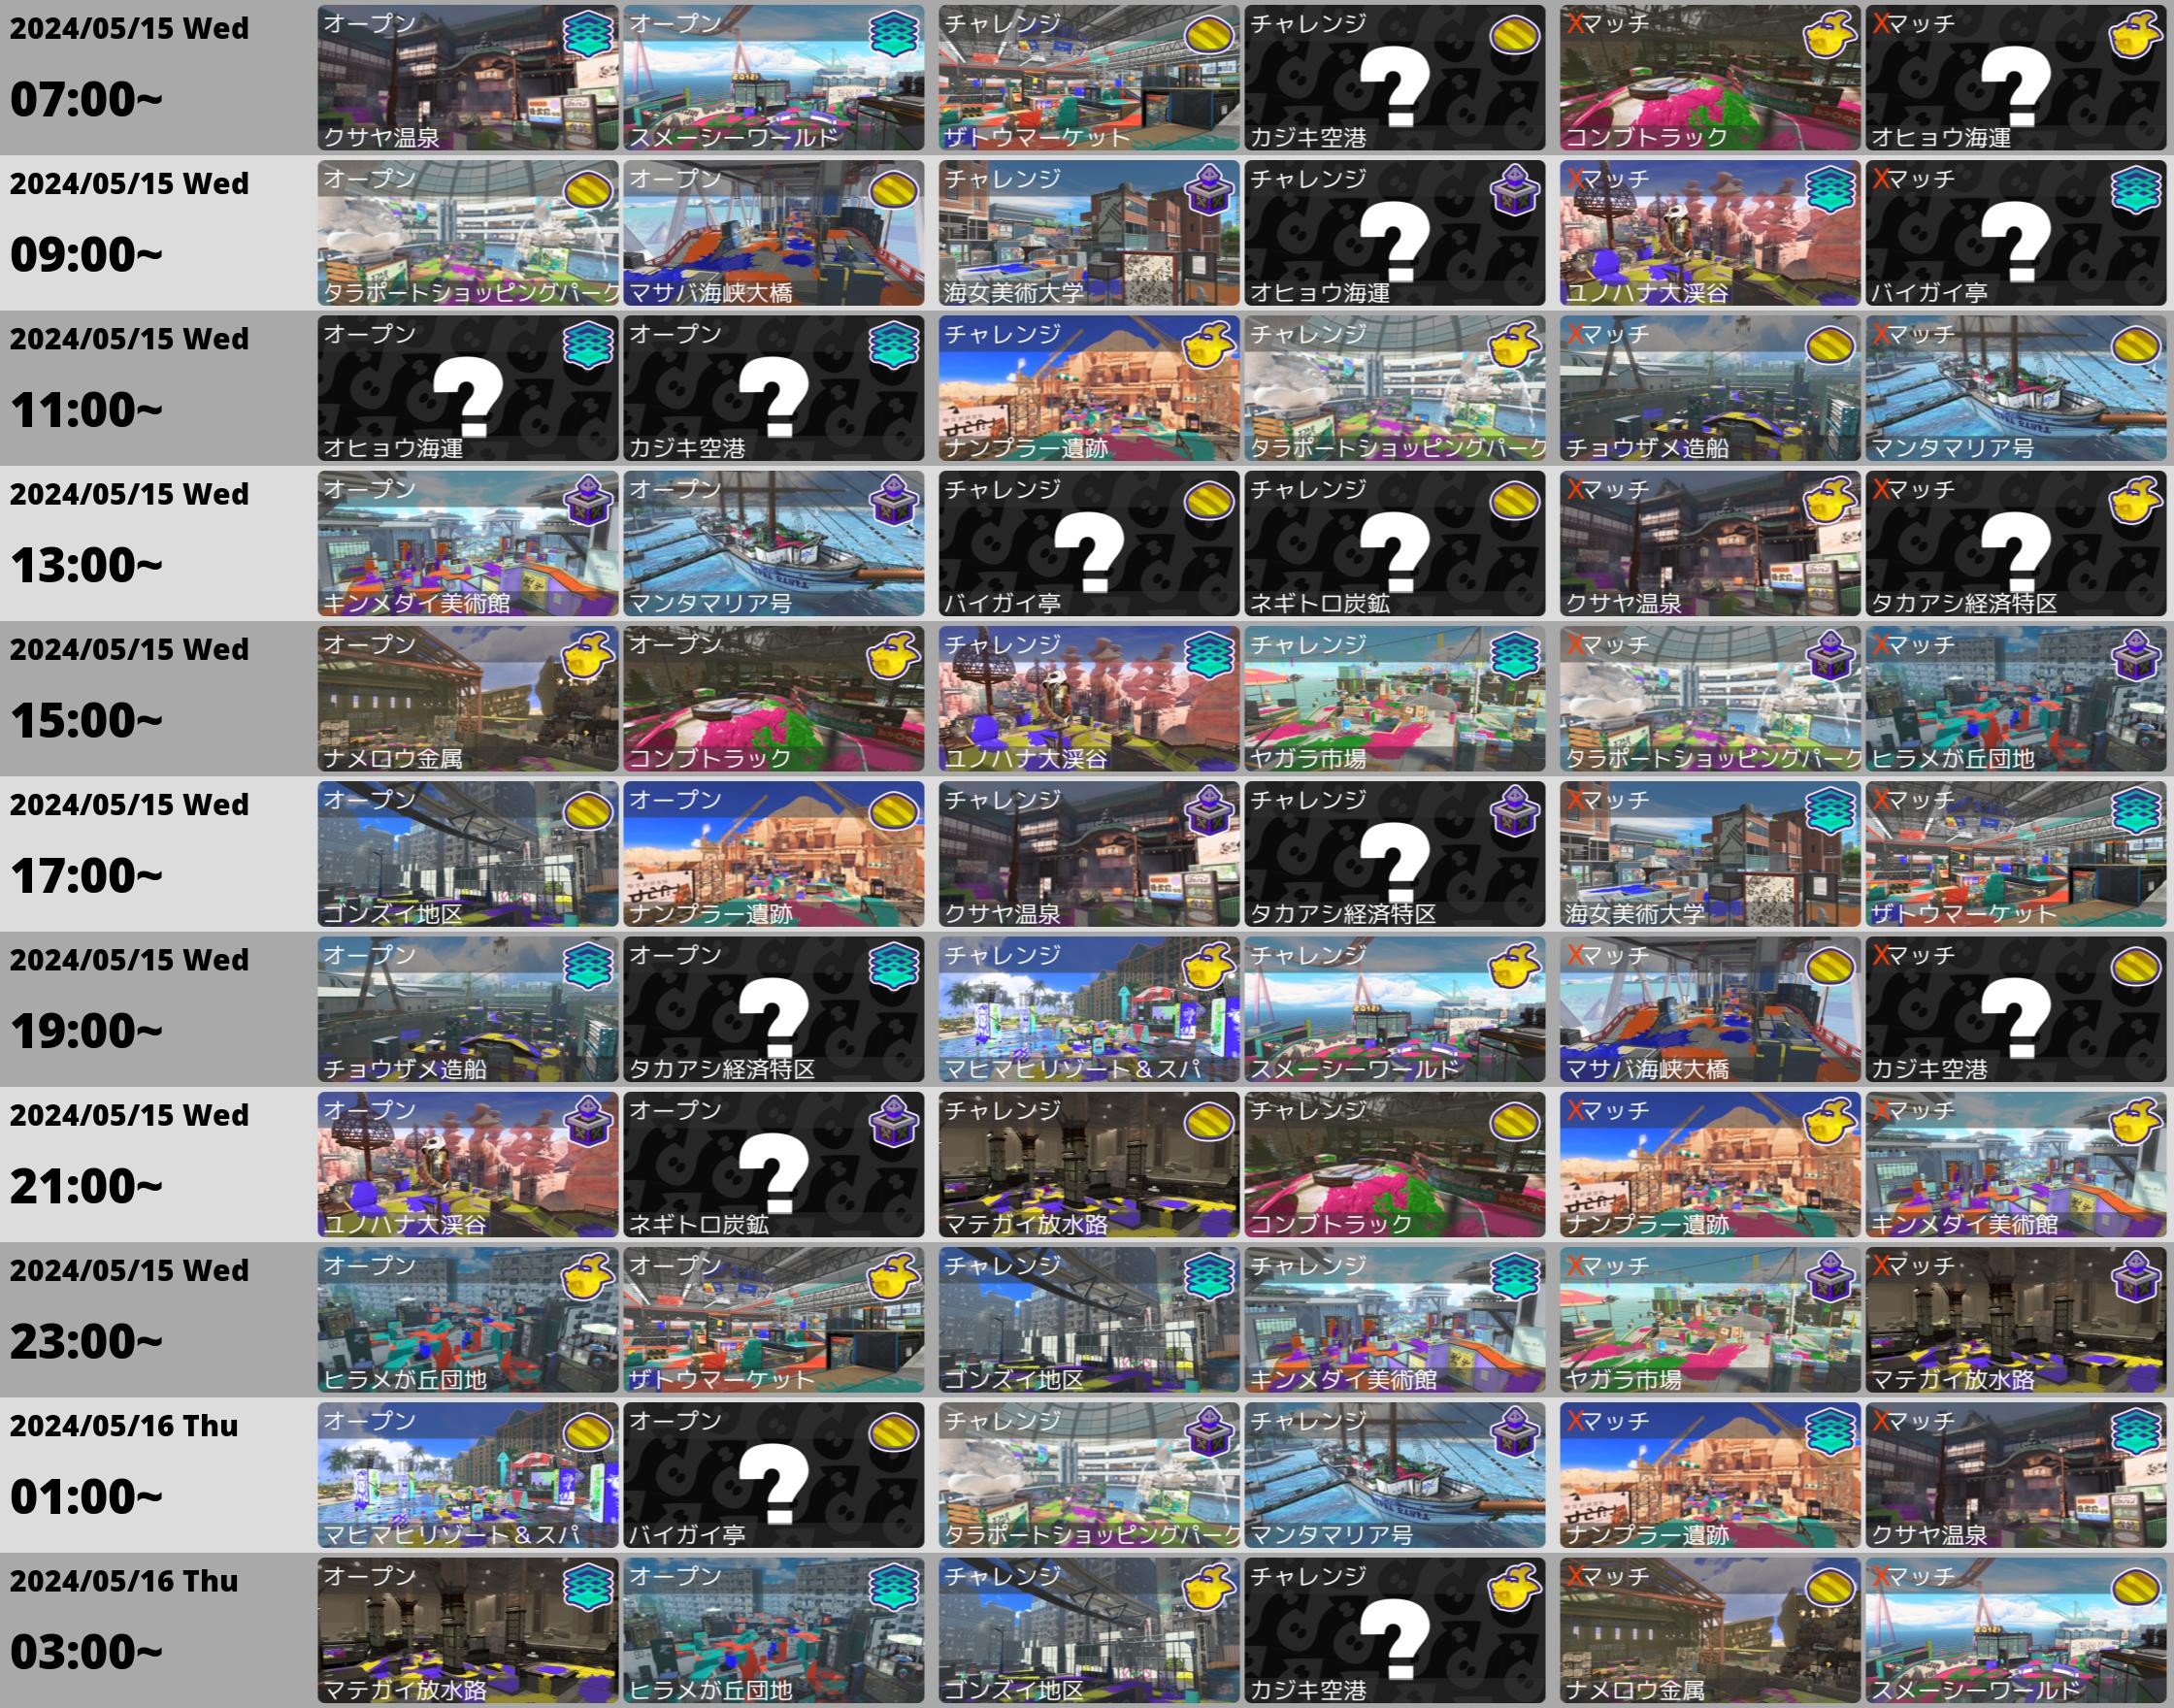 2024/05/15 Wed
07:00~
オープン
クサヤ温泉
オープン
スメーシーワールド
チャレンジ
ザトウマーケット
チャレンジ
?
カジキ空港
Xマッチ
コンブトラック
Xマッチ
?
オヒョウ海運
2024/05/15 Wed
09:00~
オープン
タラポートショッピングパーク
オープン
マサバ海峡大橋
チャレンジ
海女美術大学
チャレンジ
?
オヒョウ海運
Xマッチ
ユノハナ大渓谷
Xマッチ
?
バイガイ亭
2024/05/15 Wed
11:00~
オープン
?
オヒョウ海運
オープン
?
カジキ空港
チャレンジ
ナンプラー遺跡
チャレンジ
タラポートショッピングパーク
Xマッチ
チョウザメ造船
Xマッチ
マンタマリア号
2024/05/15 Wed
13:00~
オープン
キンメダイ美術館
オープン
マンタマリア号
チャレンジ
?
バイガイ亭
チャレンジ
?
ネギトロ炭鉱
Xマッチ
クサヤ温泉
Xマッチ
?
タカアシ経済特区
2024/05/15 Wed
15:00~
オープン
ナメロウ金属
オープン
コンブトラック
チャレンジ
ユノハナ大渓谷
チャレンジ
ヤガラ市場
Xマッチ
タラポートショッピングパーク
Xマッチ
ヒラメが丘団地
2024/05/15 Wed
17:00~
オープン
ゴンズイ地区
オープン
ナンプラー遺跡
チャレンジ
クサヤ温泉
チャレンジ
?
タカアシ経済特区
Xマッチ
海女美術大学
Xマッチ
ザトウマーケット
2024/05/15 Wed
19:00~
オープン
チョウザメ造船
オープン
?
タカアシ経済特区
チャレンジ
マヒマヒリゾート＆スパ
チャレンジ
スメーシーワールド
Xマッチ
マサバ海峡大橋
Xマッチ
?
カジキ空港
2024/05/15 Wed
21:00~
オープン
ユノハナ大渓谷
オープン
?
ネギトロ炭鉱
チャレンジ
マテガイ放水路
チャレンジ
コンブトラック
Xマッチ
ナンプラー遺跡
Xマッチ
キンメダイ美術館
2024/05/15 Wed
23:00~
オープン
ヒラメが丘団地
オープン
ザトウマーケット
チャレンジ
ゴンズイ地区
チャレンジ
キンメダイ美術館
Xマッチ
ヤガラ市場
Xマッチ
マテガイ放水路
2024/05/16 Thu
01:00~
オープン
マヒマヒリゾート＆スパ
オープン
?
バイガイ亭
チャレンジ
タラポートショッピングパーク
チャレンジ
マンタマリア号
Xマッチ
ナンプラー遺跡
Xマッチ
クサヤ温泉
2024/05/16 Thu
03:00~
オープン
マテガイ放水路
オープン
ヒラメが丘団地
チャレンジ
ゴンズイ地区
チャレンジ
?
カジキ空港
Xマッチ
ナメロウ金属
Xマッチ
スメーシーワールド